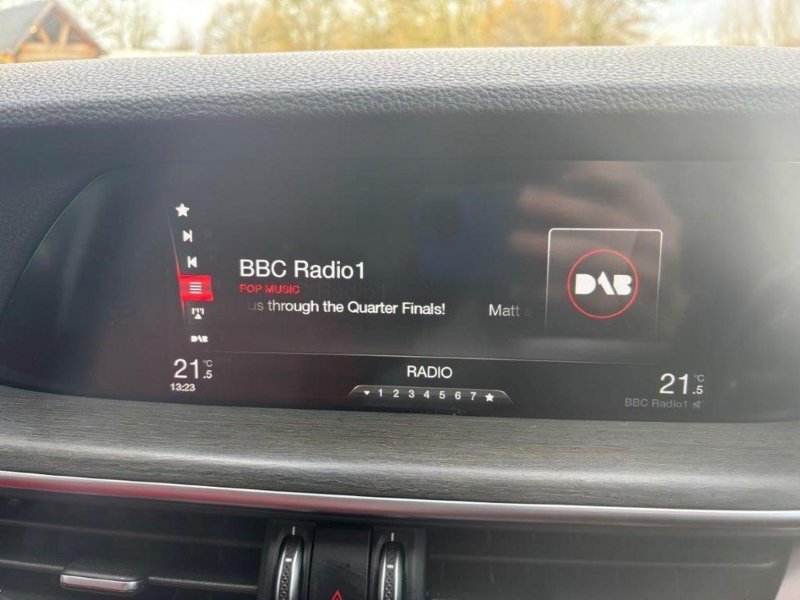 BBC Radio1
POP MUSIC
us through the Quarter Finals! Matt
DAB
DAB
21.5°C
13:23
RADIO
1 2 3 4 5 6 7
21.5°C
BBC Radio1